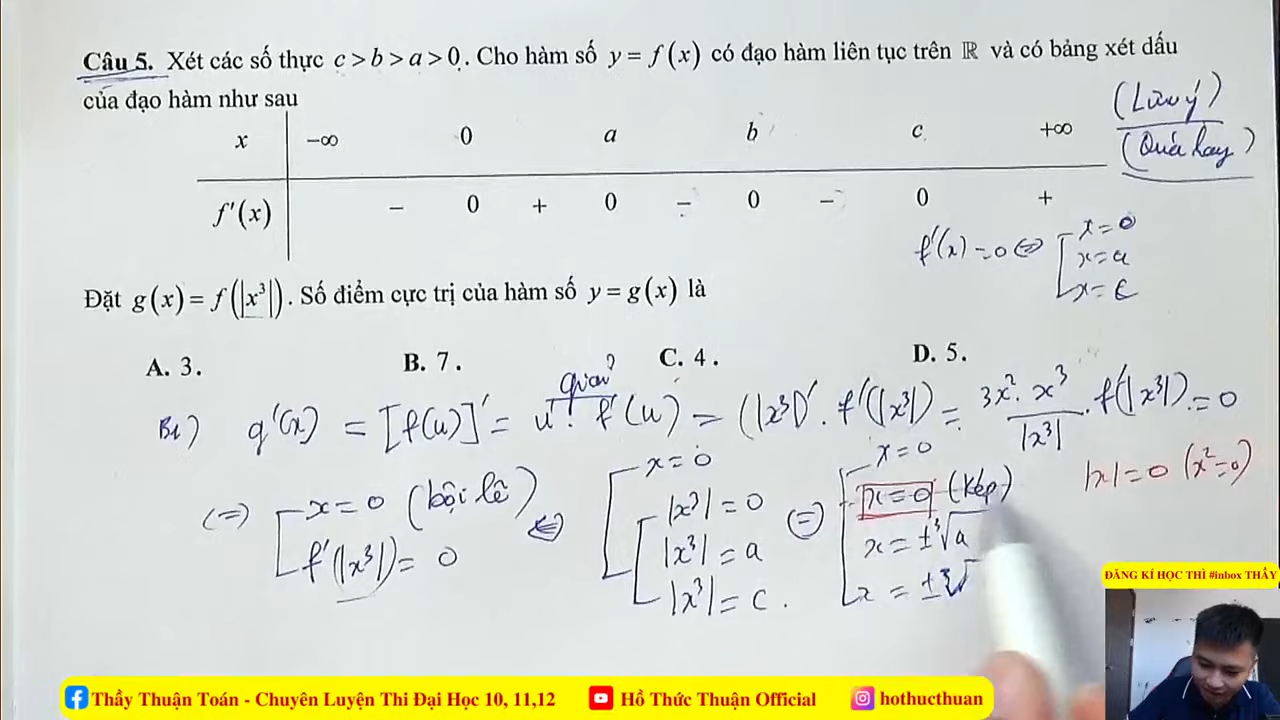 Câu 5. Xét các số thực c > b > a > 0. Cho hàm số y = f(x) có đạo hàm liên tục trên ℝ và có bảng xét dấu
của đạo hàm như sau
(Lưu ý)
(Quá hay)
x −∞ 0 a b c +∞
f'(x) − 0 + 0 − 0 − 0 +
f'(x) = 0 ⇔ [ x = 0
x = a
x = c
Đặt g(x) = f(|x³|). Số điểm cực trị của hàm số y = g(x) là
A. 3. B. 7. C. 4. D. 5.
g'(x) = [f(u)]' = u'. f'(u) = (|x³|)'. f'(|x³|) = 3x². x³ / |x³| . f'(|x³|) = 0
⇔ [ x = 0 (bội lẻ)
f'(|x³|) = 0
⇔ [ x = 0
|x³| = 0
|x³| = a
|x³| = c.
⇔ [ x = 0
x = 0 (kép)
x = ±³√a
x = ±³√
|x| = 0 (x² = 0)
ĐĂNG KÍ HỌC THÌ #inbox THẦY
Thầy Thuận Toán - Chuyên Luyện Thi Đại Học 10, 11,12 Hồ Thức Thuận Official hothucthuan